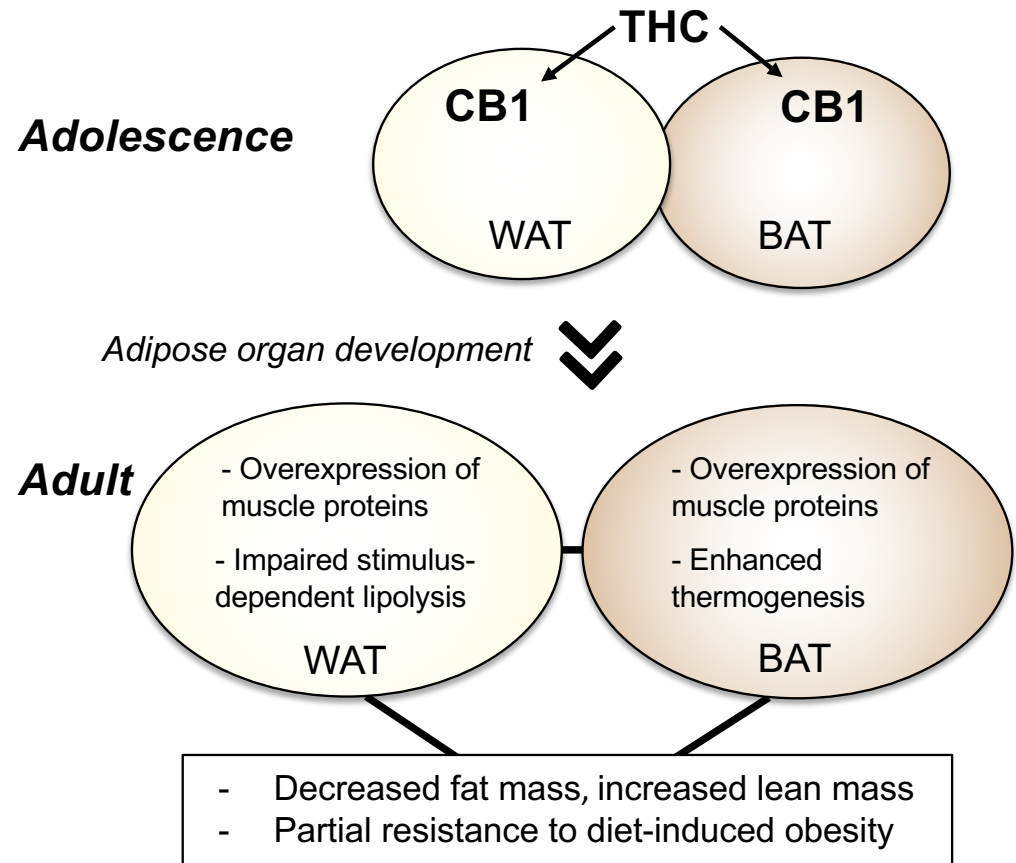 THC
CB1
CB1
Adolescence
WAT
BAT
Adipose organ development
Adult
- Overexpression of
muscle proteins
- Impaired stimulus-
dependent lipolysis
WAT
- Overexpression of
muscle proteins
- Enhanced
thermogenesis
BAT
- Decreased fat mass, increased lean mass
- Partial resistance to diet-induced obesity